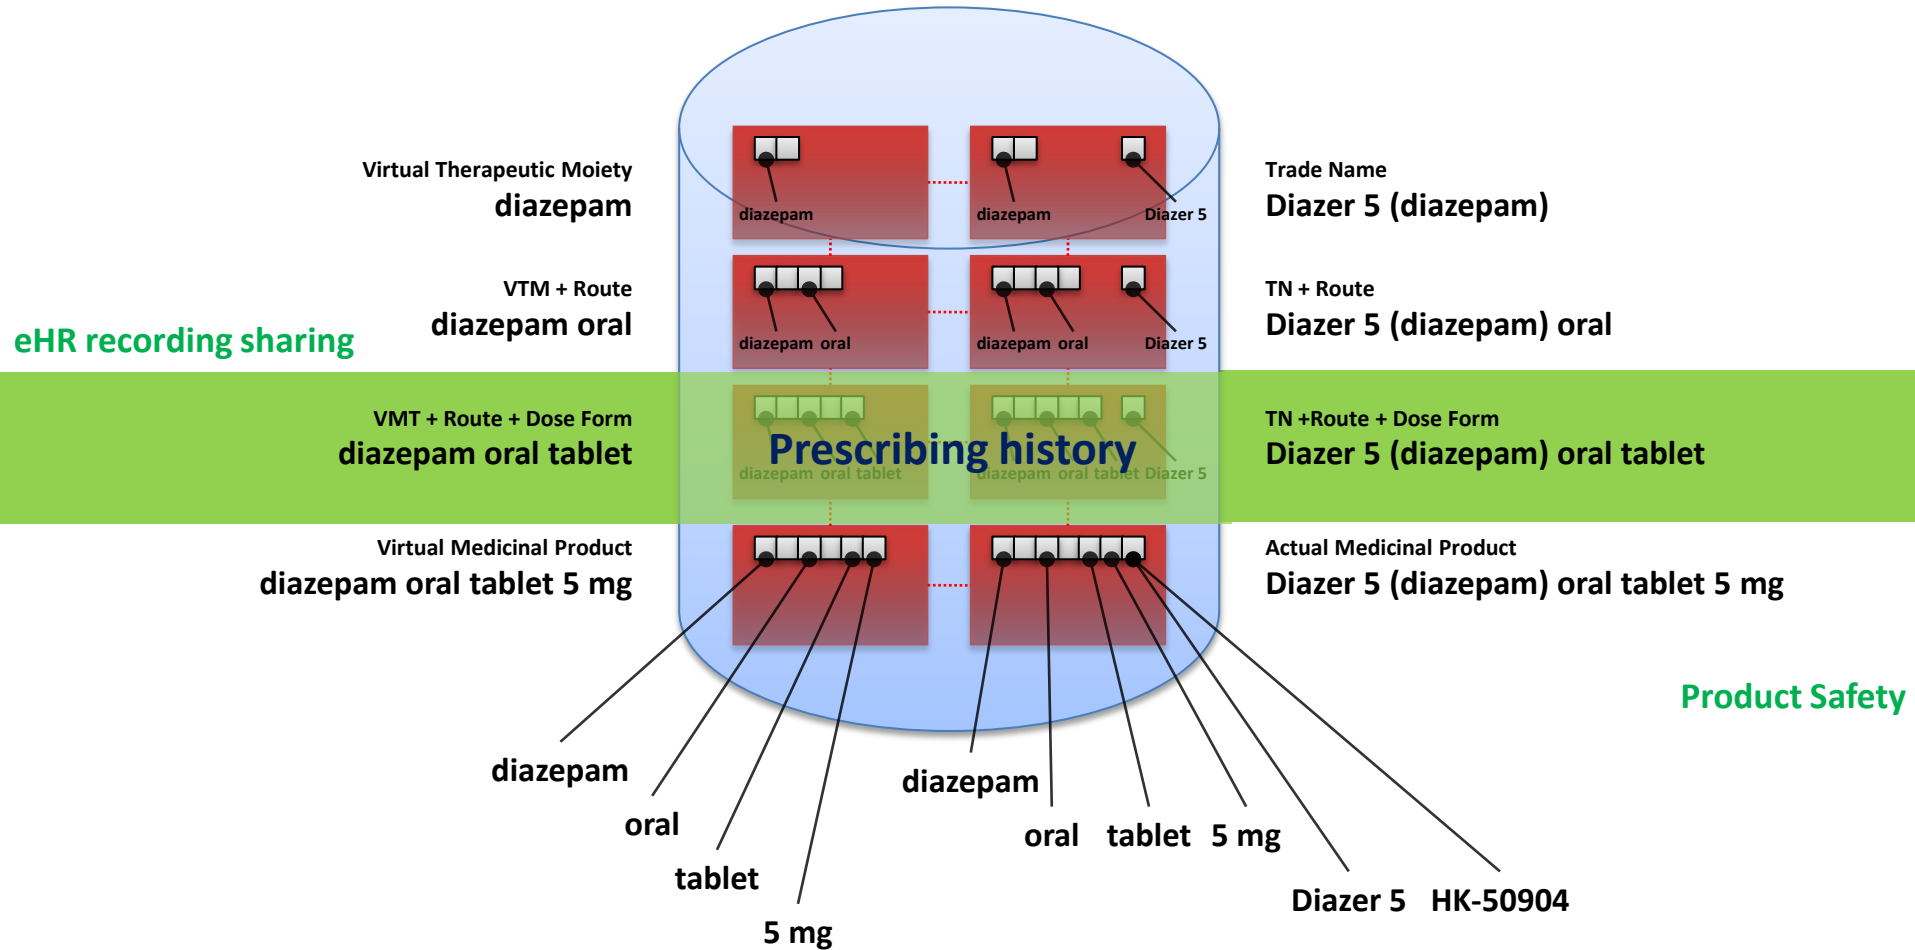 Virtual Therapeutic Moiety
diazepam
diazepam
diazepam
Diazer 5
Trade Name
Diazer 5 (diazepam)
VTM + Route
diazepam oral
diazepam oral
diazepam oral
Diazer 5
TN + Route
Diazer 5 (diazepam) oral
eHR recording sharing
VMT + Route + Dose Form
diazepam oral tablet
diazepam oral tablet
diazepam oral tablet Diazer 5
Prescribing history
TN +Route + Dose Form
Diazer 5 (diazepam) oral tablet
Virtual Medicinal Product
diazepam oral tablet 5 mg
Actual Medicinal Product
Diazer 5 (diazepam) oral tablet 5 mg
Product Safety
diazepam
oral
tablet
5 mg
diazepam
oral
tablet
5 mg
Diazer 5
HK-50904